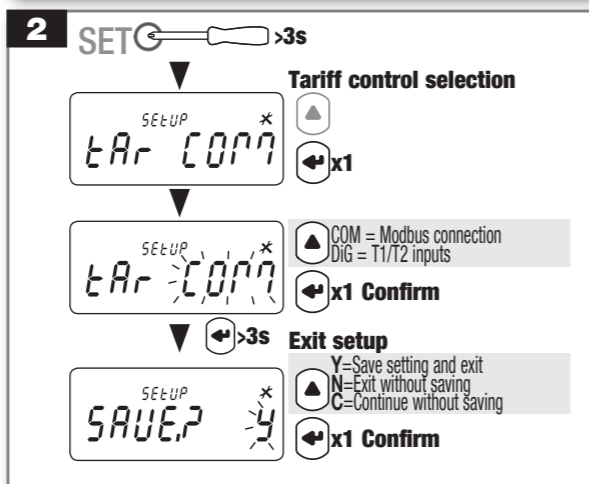 2
SET >3s
Tariff control selection
SETUP
tAr COM
x1
SETUP
tAr COM
COM = Modbus connection
DiG = T1/T2 inputs
x1 Confirm
>3s Exit setup
Y=Save setting and exit
N=Exit without saving
C=Continue without saving
SETUP
SAVE.? Y
x1 Confirm